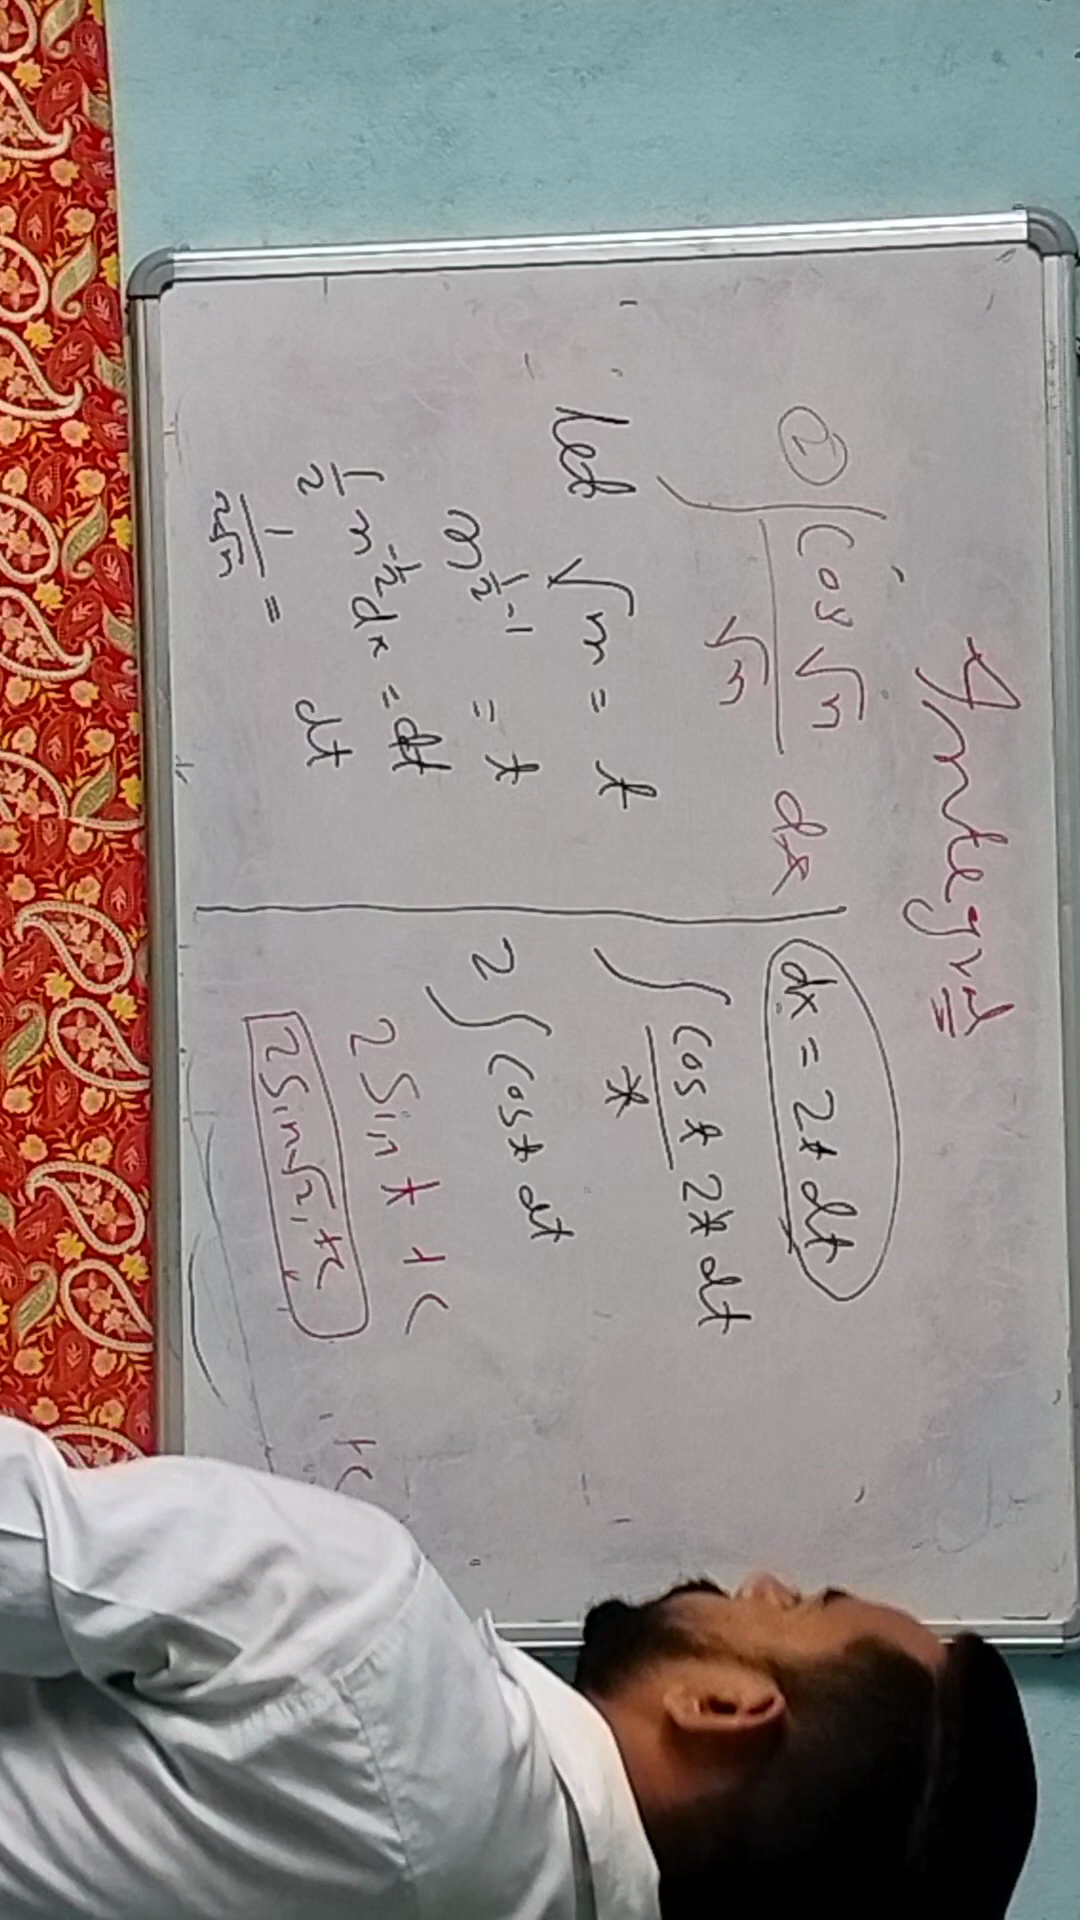 Integral
② ∫ cos √x / √x dx
let √x = t
x^(1/2 - 1) = t
1/2 x^(-1/2) dx = dt
1/(2√x) = dt
dx = 2t dt
∫ cos t / t 2t dt
2 ∫ cos t dt
2 Sin t + c
2 Sin √x + c
+c